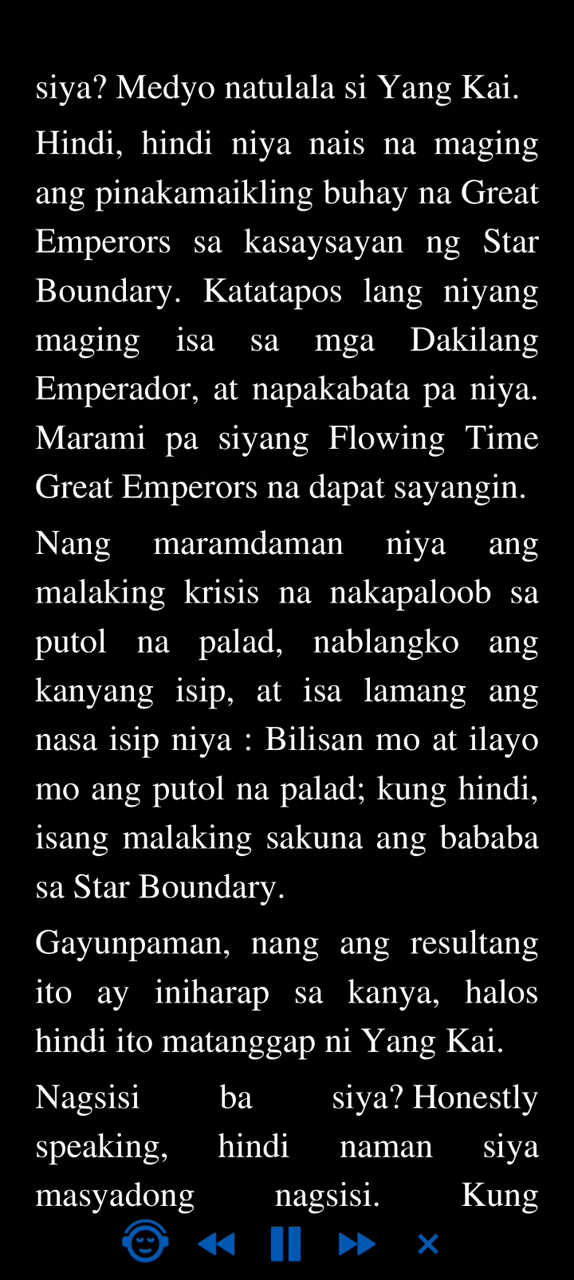 siya? Medyo natulala si Yang Kai.
Hindi, hindi niya nais na maging
ang pinakamaikling buhay na Great
Emperors sa kasaysayan ng Star
Boundary. Katatapos lang niyang
maging isa sa mga Dakilang
Emperador, at napakabata pa niya.
Marami pa siyang Flowing Time
Great Emperors na dapat sayangin.
Nang maramdaman niya ang
malaking krisis na nakapaloob sa
putol na palad, nablangko ang
kanyang isip, at isa lamang ang
nasa isip niya : Bilisan mo at ilayo
mo ang putol na palad; kung hindi,
isang malaking sakuna ang bababa
sa Star Boundary.
Gayunpaman, nang ang resultang
ito ay iniharap sa kanya, halos
hindi ito matanggap ni Yang Kai.
Nagsisi ba siya? Honestly
speaking, hindi naman siya
masyadong nagsisi. Kung